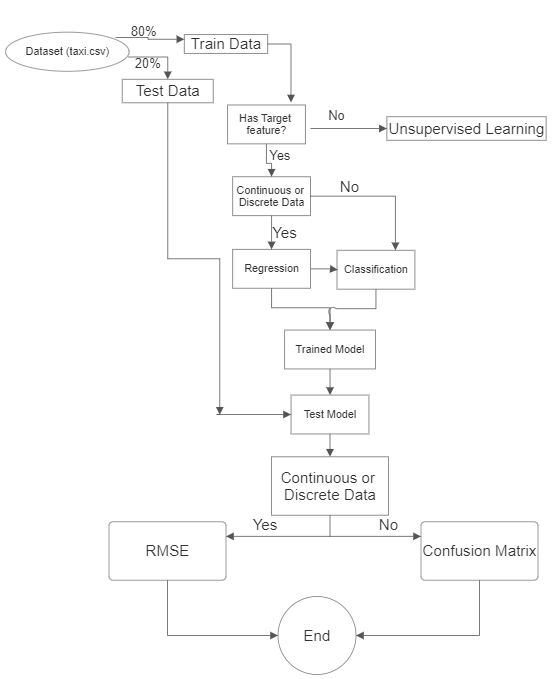 80%
Dataset (taxi.csv)
Train Data
20%
Test Data
Has Target
feature?
No
Unsupervised Learning
Yes
Continuous or
Discrete Data
No
Yes
Regression
Classification
Trained Model
Test Model
Continuous or
Discrete Data
Yes
No
RMSE
Confusion Matrix
End